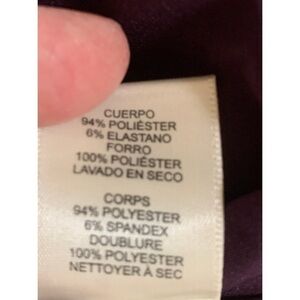 CUERPO
94% POLIÉSTER
6% ELASTANO
FORRO
100% POLIÉSTER
LAVADO EN SECO
CORPS
94% POLYESTER
6% SPANDEX
DOUBLURE
100% POLYESTER
NETTOYER À SEC